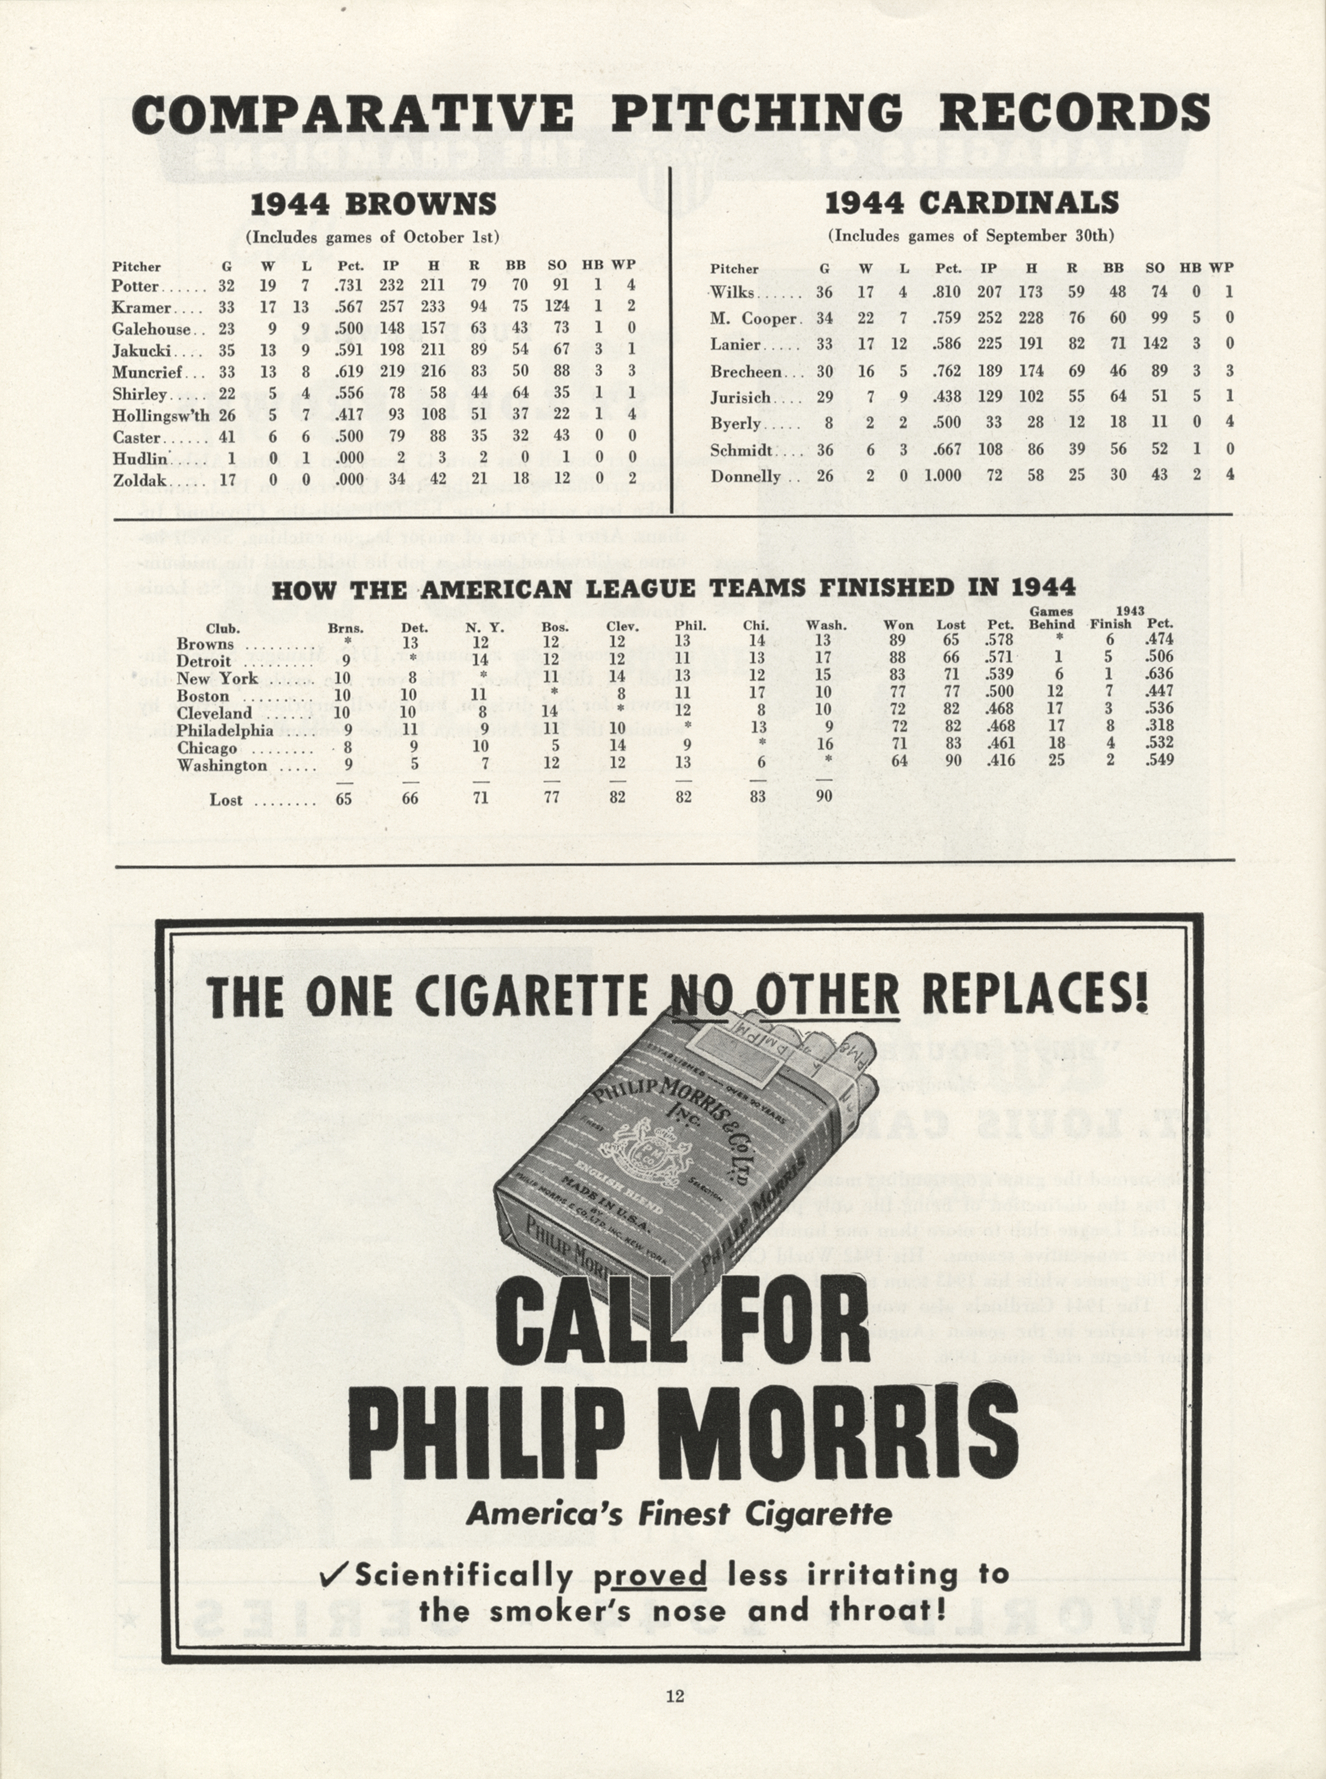 COMPARATIVE PITCHING RECORDS
1944 BROWNS
(Includes games of October 1st)
Pitcher G W L Pct. IP H R BB SO HB WP
Potter...... 32 19 7 .731 232 211 79 70 91 1 4
Kramer.... 33 17 13 .567 257 233 94 75 124 1 2
Galehouse.. 23 9 9 .500 148 157 63 43 73 1 0
Jakucki.... 35 13 9 .591 198 211 89 54 67 3 1
Muncrief... 33 13 8 .619 219 216 83 50 88 3 3
Shirley..... 22 5 4 .556 78 58 44 64 35 1 1
Hollingsw'th 26 5 7 .417 93 108 51 37 22 1 4
Caster...... 41 6 6 .500 79 88 35 32 43 0 0
Hudlin..... 1 0 1 .000 2 3 2 0 1 0 0
Zoldak..... 17 0 0 .000 34 42 21 18 12 0 2
1944 CARDINALS
(Includes games of September 30th)
Pitcher G W L Pct. IP H R BB SO HB WP
Wilks...... 36 17 4 .810 207 173 59 48 74 0 1
M. Cooper. 34 22 7 .759 252 228 76 60 99 5 0
Lanier..... 33 17 12 .586 225 191 82 71 142 3 0
Brecheen... 30 16 5 .762 189 174 69 46 89 3 3
Jurisich.... 29 7 9 .438 129 102 55 64 51 5 1
Byerly..... 8 2 2 .500 33 28 12 18 11 0 4
Schmidt.... 36 6 3 .667 108 86 39 56 52 1 0
Donnelly .. 26 2 0 1.000 72 58 25 30 43 2 4
HOW THE AMERICAN LEAGUE TEAMS FINISHED IN 1944
Games 1943
Club. Brns. Det. N. Y. Bos. Clev. Phil. Chi. Wash. Won Lost Pct. Behind Finish Pct.
Browns ........ * 13 12 12 12 13 14 13 89 65 .578 * 6 .474
Detroit ......... 9 * 14 12 12 11 13 17 88 66 .571 1 5 .506
New York ...... 10 8 * 11 14 13 12 15 83 71 .539 6 1 .636
Boston ........ 10 10 11 * 8 11 17 10 77 77 .500 12 7 .447
Cleveland ...... 10 10 8 14 * 12 8 10 72 82 .468 17 3 .536
Philadelphia .... 9 11 9 11 10 * 13 9 72 82 .468 17 8 .318
Chicago ........ 8 9 10 5 14 9 * 16 71 83 .461 18 4 .532
Washington ..... 9 5 7 12 12 13 6 * 64 90 .416 25 2 .549
Lost ........ 65 66 71 77 82 82 83 90
THE ONE CIGARETTE NO OTHER REPLACES!
ESTABLISHED OVER 90 YEARS
PHILIP MORRIS & CO. LTD.
INC.
FINEST SELECTION
PM & CO
ENGLISH BLEND
MADE IN U.S.A.
BY
PHILIP MORRIS & CO. LTD. INC. NEW YORK
PHILIP MORRIS
PHILIP MORRIS
CALL FOR
PHILIP MORRIS
America's Finest Cigarette
✓Scientifically proved less irritating to
the smoker's nose and throat!
12